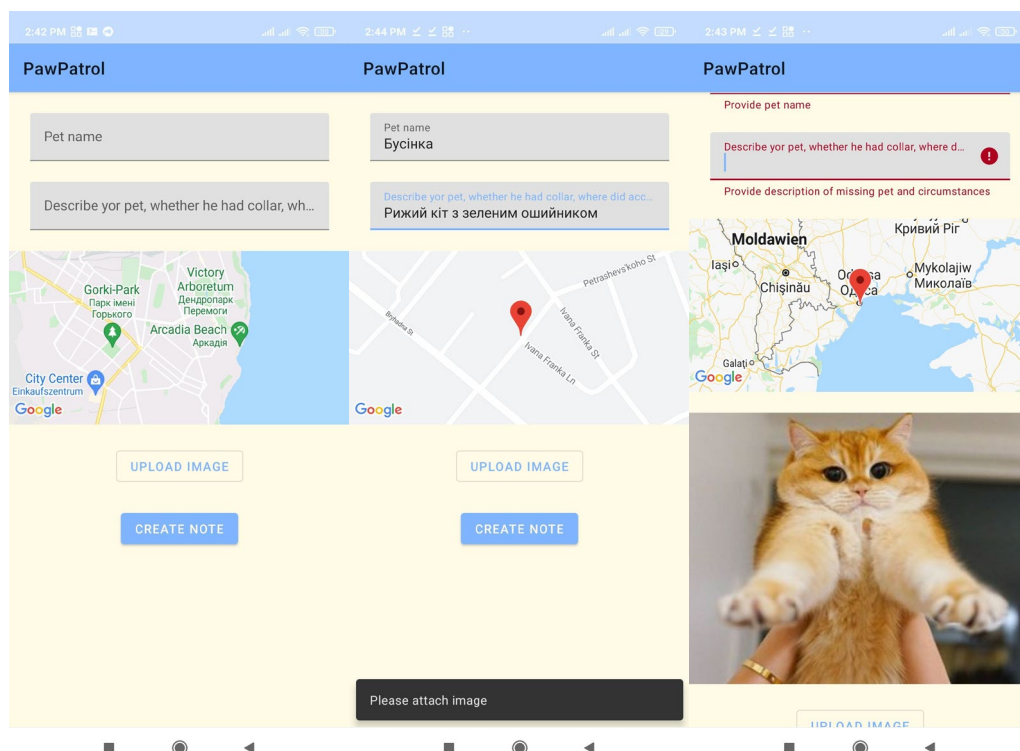 2:42 PM
PawPatrol
Pet name
Describe yor pet, whether he had collar, wh...
Victory
Arboretum
Дендропарк
Перемоги
Gorki-Park
Парк імені
Горького
Arcadia Beach
Аркадія
City Center
Einkaufszentrum
Google
UPLOAD IMAGE
CREATE NOTE
2:44 PM
PawPatrol
Pet name
Бусінка
Describe yor pet, whether he had collar, where did acc...
Рижий кіт з зеленим ошийником
Petrashevs'koho St
Ivana Franka St
Ivana Franka Ln
Google
UPLOAD IMAGE
CREATE NOTE
Please attach image
2:43 PM
PawPatrol
Provide pet name
Describe yor pet, whether he had collar, where d...
Provide description of missing pet and circumstances
Кривий Ріг
Moldawien
Iași
Chișinău
Mykolajiw
Миколаїв
Galați
Google
UPLOAD IMAGE